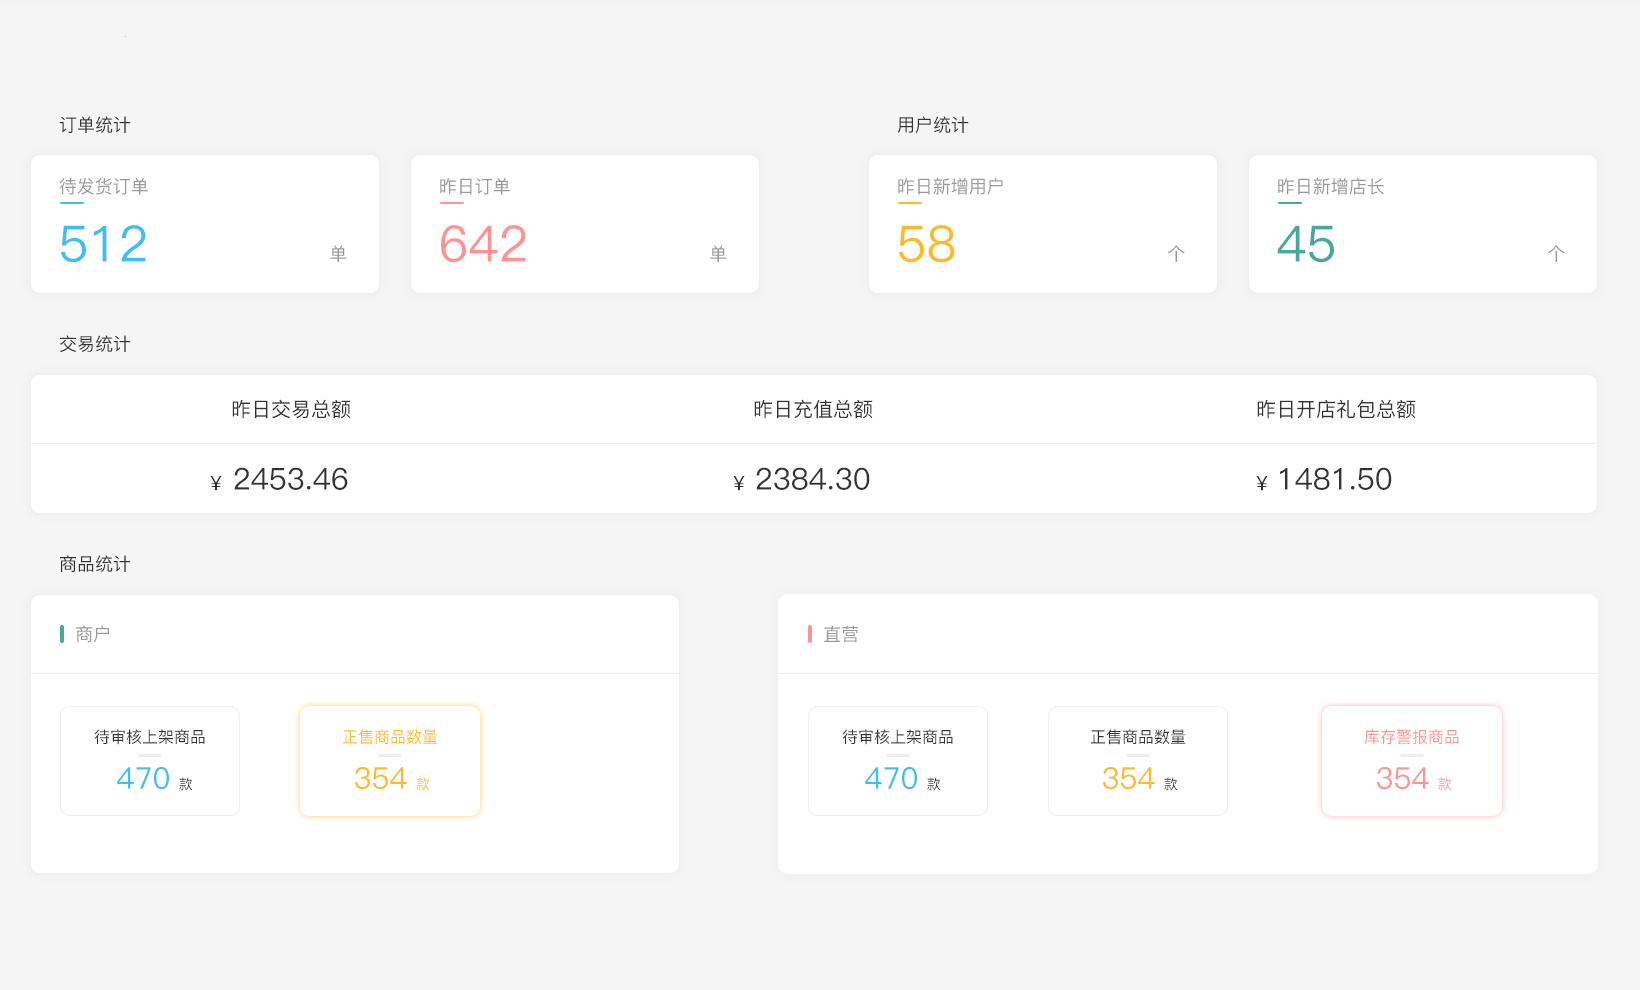 订单统计
用户统计
待发货订单
512 单
昨日订单
642 单
昨日新增用户
58 个
昨日新增店长
45 个
交易统计
昨日交易总额 昨日充值总额 昨日开店礼包总额
¥ 2453.46 ¥ 2384.30 ¥ 1481.50
商品统计
商户
待审核上架商品
470 款
正售商品数量
354 款
直营
待审核上架商品
470 款
正售商品数量
354 款
库存警报商品
354 款